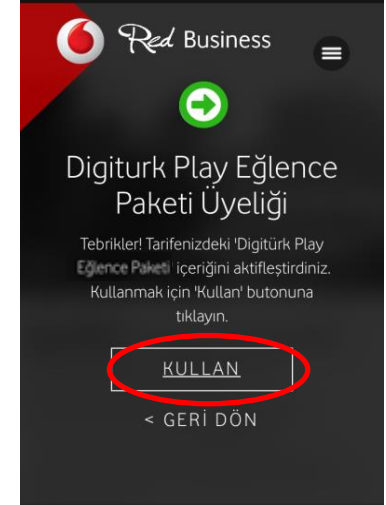 Red Business
Digiturk Play Eğlence
Paketi Üyeliği
Tebrikler! Tarifenizdeki 'Digitürk Play
Eğlence Paketi içeriğini aktifleştirdiniz.
Kullanmak için 'Kullan' butonuna
tıklayın.
KULLAN
< GERİ DÖN